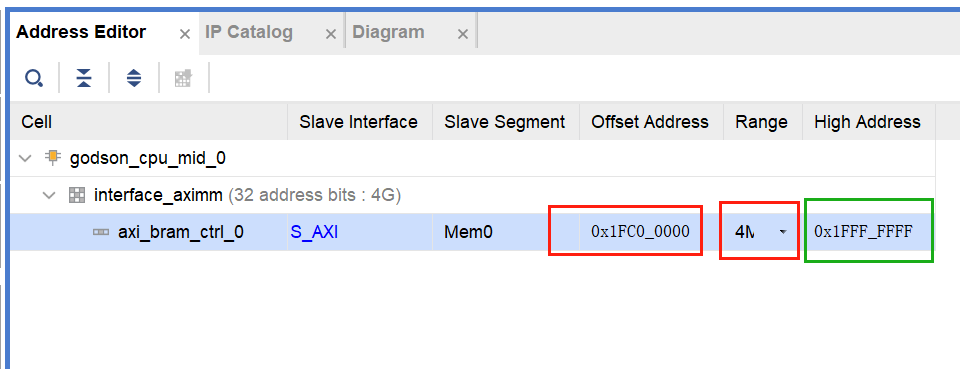 Address Editor × IP Catalog × Diagram ×
Cell Slave Interface Slave Segment Offset Address Range High Address
godson_cpu_mid_0
interface_aximm (32 address bits : 4G)
axi_bram_ctrl_0 S_AXI Mem0 0x1FC0_0000 4M 0x1FFF_FFFF